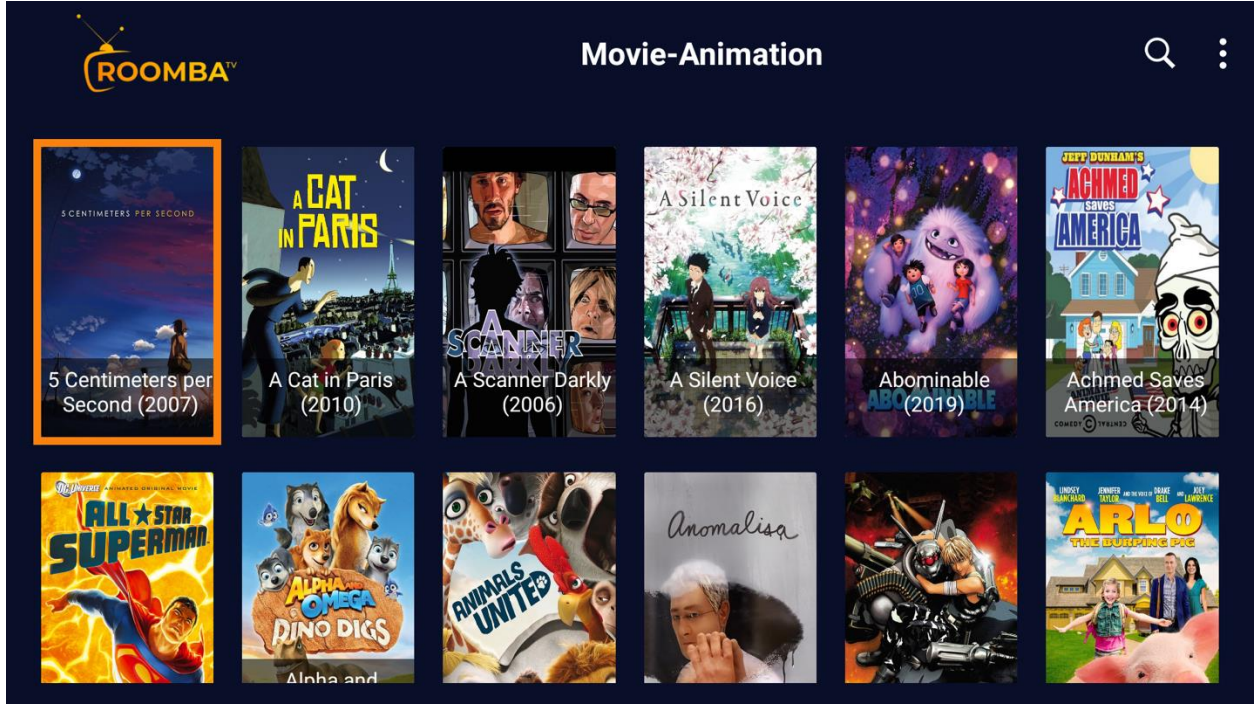 ROOMBA TV
Movie-Animation
5 CENTIMETERS PER SECOND
5 Centimeters per
Second (2007)
A CAT
IN PARIS
A Cat in Paris
(2010)
A
SCANNER
DARKLY
A Scanner Darkly
(2006)
A Silent Voice
A Silent Voice
(2016)
ABOMINABLE
Abominable
(2019)
JEFF DUNHAM'S
ACHMED
saves
AMERICA
Achmed Saves
America (2014)
COMEDY CENTRAL
DC UNIVERSE ANIMATED ORIGINAL MOVIE
ALL★STAR
SUPERMAN
ALPHA AND
OMEGA
DINO DIGS
Alpha and
ANIMALS
UNITED
anomalisa
LINDSEY BLANCHARD JENNIFER TAYLOR AND THE VOICE OF DRAKE BELL AND JOEY LAWRENCE
ARLO
THE BURPING PIG